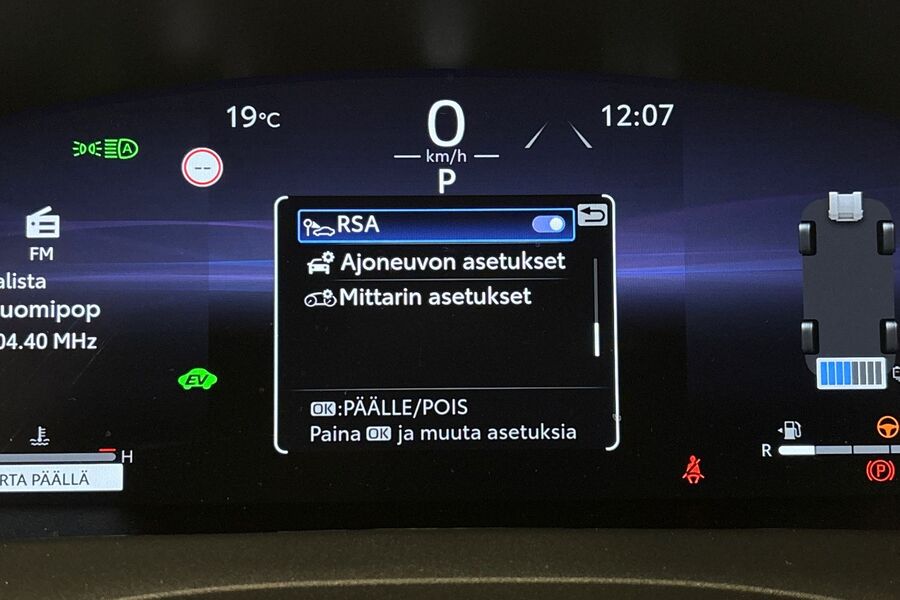 19°C
0
km/h
P
12:07
A
--
FM
RSA
Ajoneuvon asetukset
Mittarin asetukset
alista
uomipop
04.40 MHz
EV
OK:PÄÄLLE/POIS
Paina OK ja muuta asetuksia
H
RTA PÄÄLLÄ
R
P